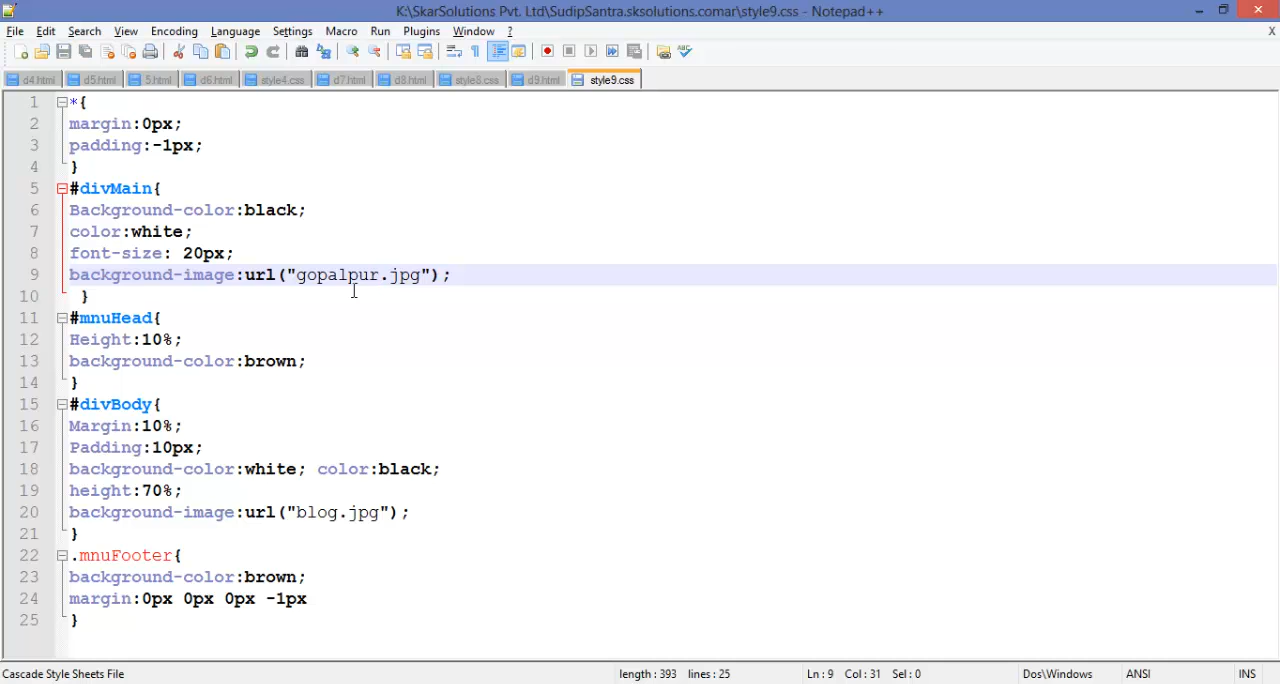 K:\SkarSolutions Pvt. Ltd\SudipSantra.sksolutions.comar\style9.css - Notepad++
File Edit Search View Encoding Language Settings Macro Run Plugins Window ? X
d4.html d5.html 5.html d6.html style4.css d7.html d8.html style8.css d9.html style9.css
1 *{
2 margin:0px;
3 padding:-1px;
4 }
5 #divMain{
6 Background-color:black;
7 color:white;
8 font-size: 20px;
9 background-image:url("gopalpur.jpg");
10 }
11 #mnuHead{
12 Height:10%;
13 background-color:brown;
14 }
15 #divBody{
16 Margin:10%;
17 Padding:10px;
18 background-color:white; color:black;
19 height:70%;
20 background-image:url("blog.jpg");
21 }
22 .mnuFooter{
23 background-color:brown;
24 margin:0px 0px 0px -1px
25 }
Cascade Style Sheets File length : 393 lines : 25 Ln : 9 Col : 31 Sel : 0 Dos\Windows ANSI INS